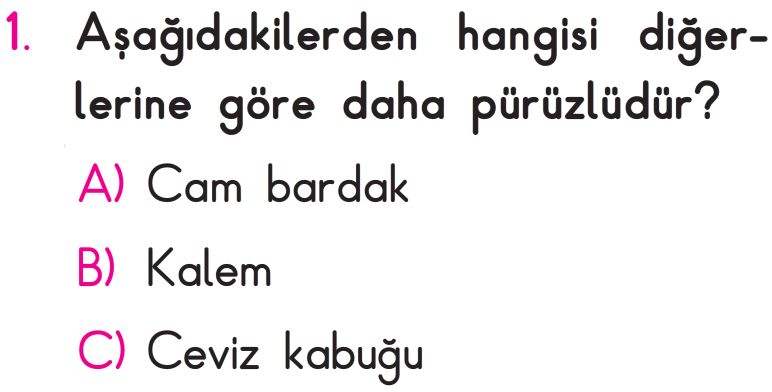 1. Aşağıdakilerden hangisi diğer-
lerine göre daha pürüzlüdür?
A) Cam bardak
B) Kalem
C) Ceviz kabuğu